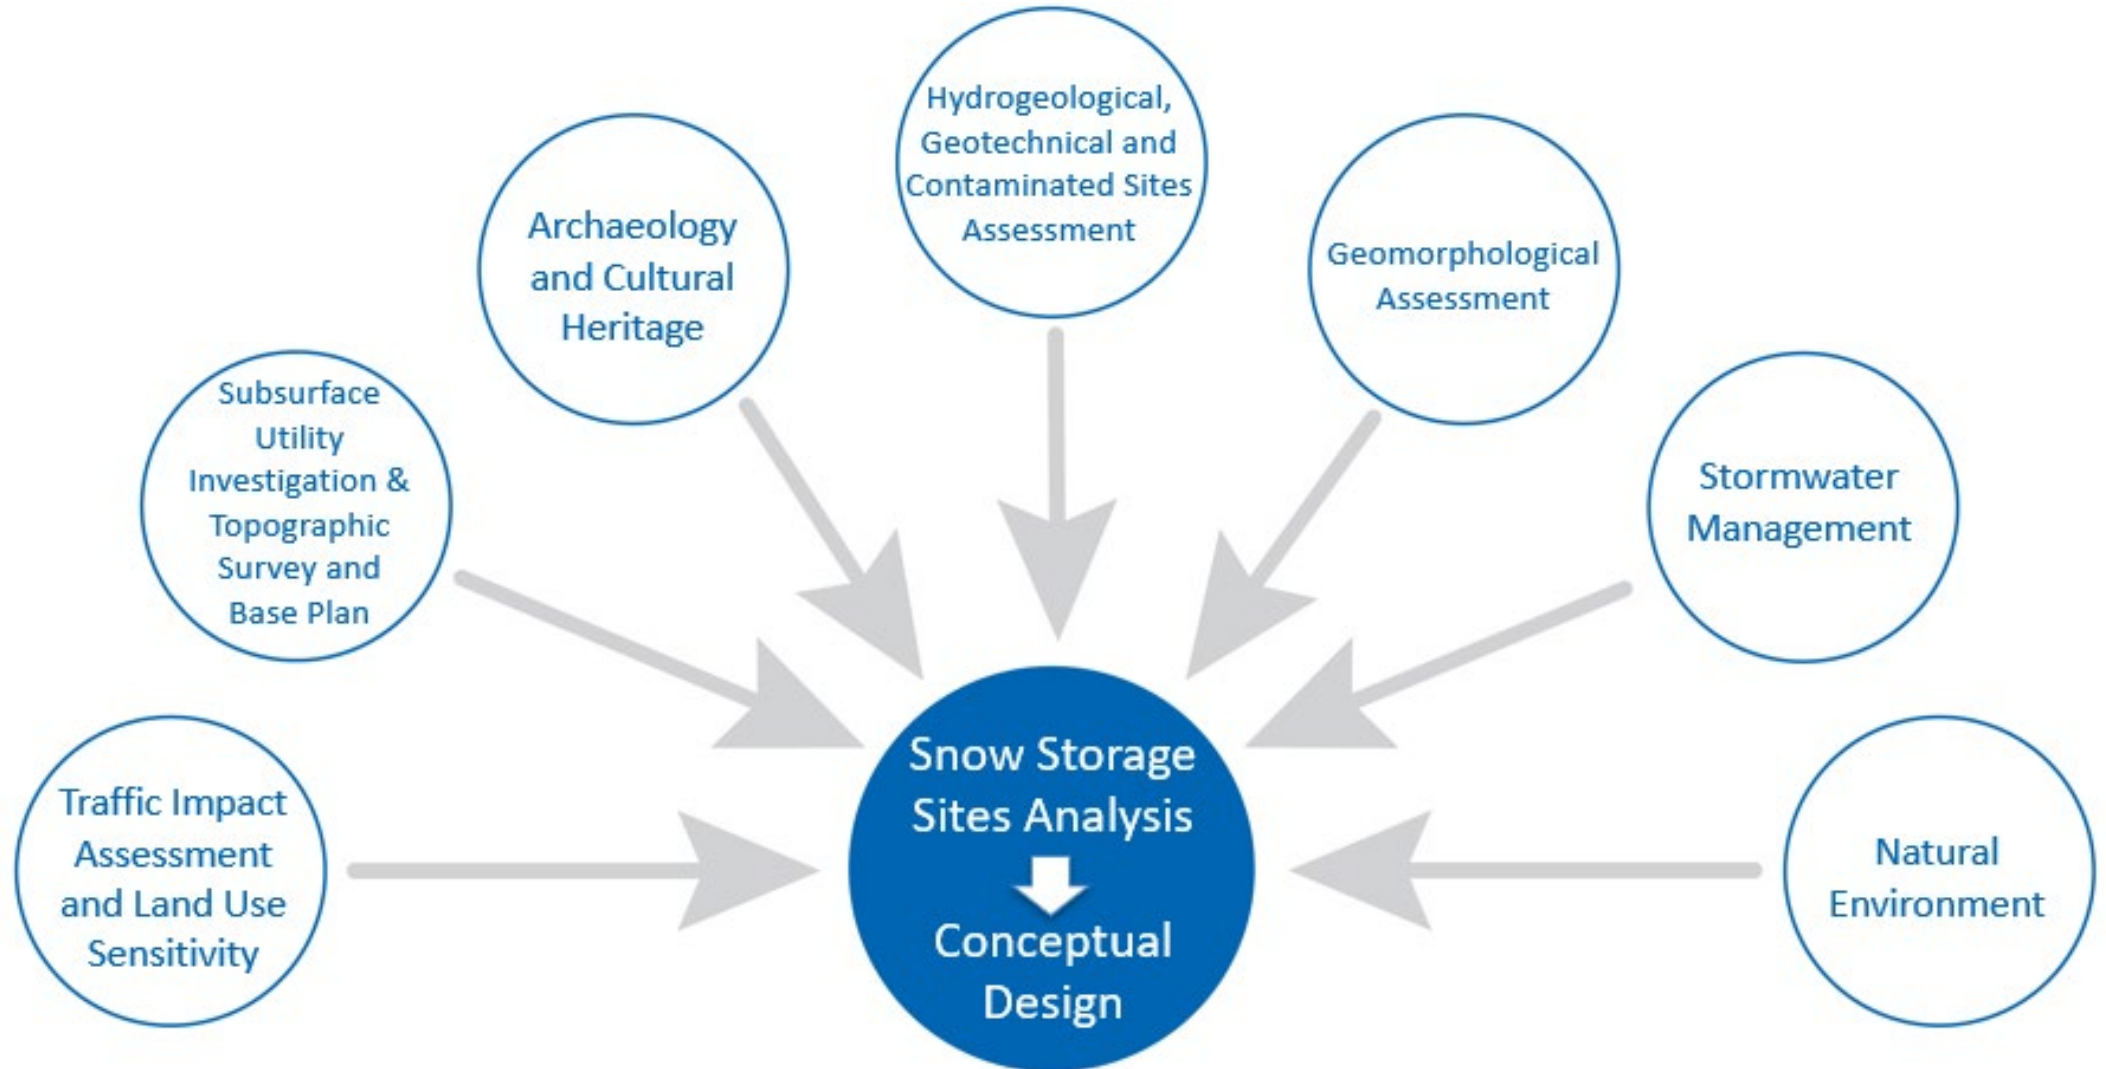 Hydrogeological,
Geotechnical and
Contaminated Sites
Assessment
Archaeology
and Cultural
Heritage
Geomorphological
Assessment
Subsurface
Utility
Investigation &
Topographic
Survey and
Base Plan
Stormwater
Management
Traffic Impact
Assessment
and Land Use
Sensitivity
Snow Storage
Sites Analysis
Conceptual
Design
Natural
Environment